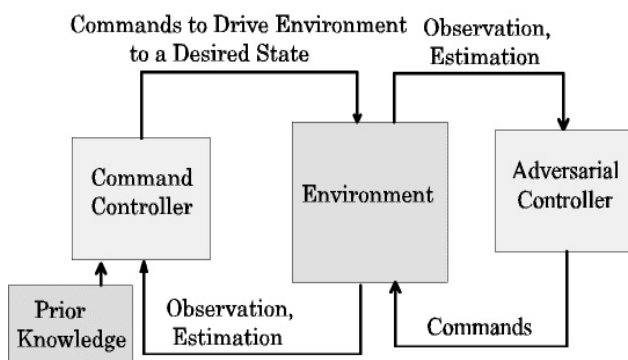 Commands to Drive Environment
to a Desired State
Observation,
Estimation
Command
Controller
Environment
Adversarial
Controller
Prior
Knowledge
Observation,
Estimation
Commands